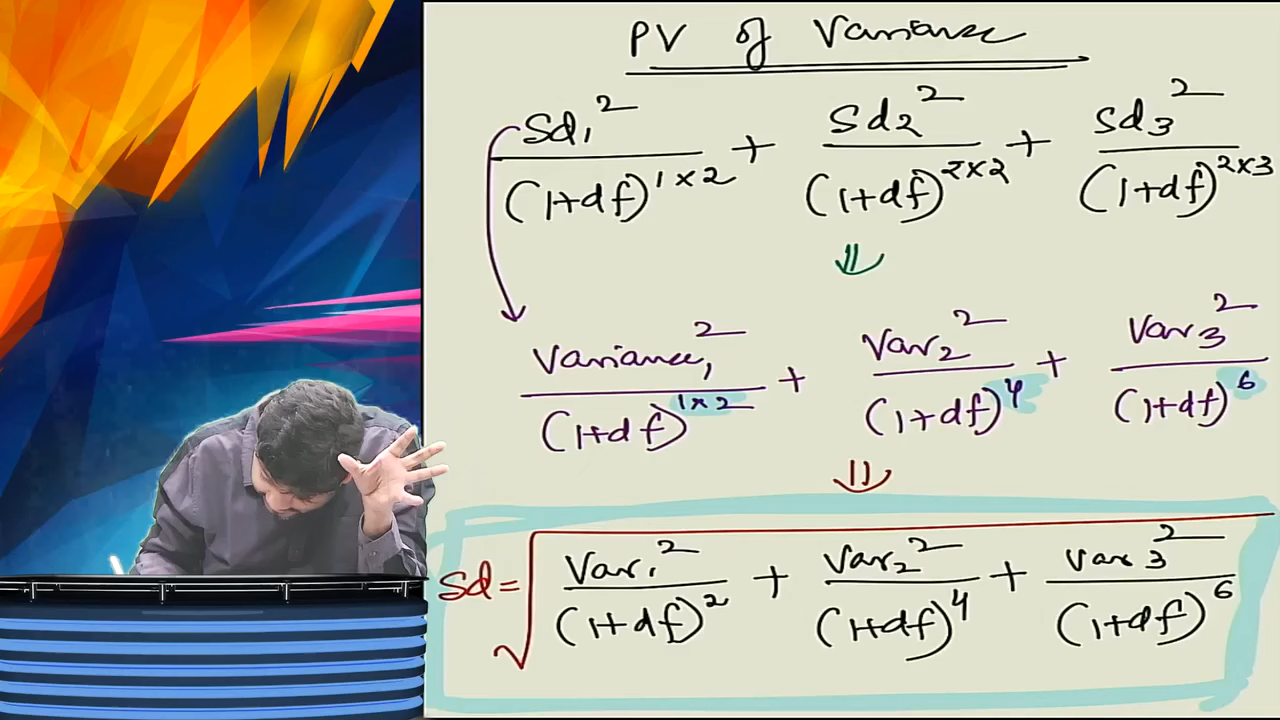 PV of Variance
Sd₁² / (1+df)^1×2 + Sd2² / (1+df)^2×2 + Sd3² / (1+df)^2×3
⇓
Variance₁² / (1+df)^1×2 + Var2² / (1+df)^4 + Var3² / (1+df)^6
⇓
Sd = √ Var₁² / (1+df)^2 + Var2² / (1+df)^4 + Var3² / (1+df)^6